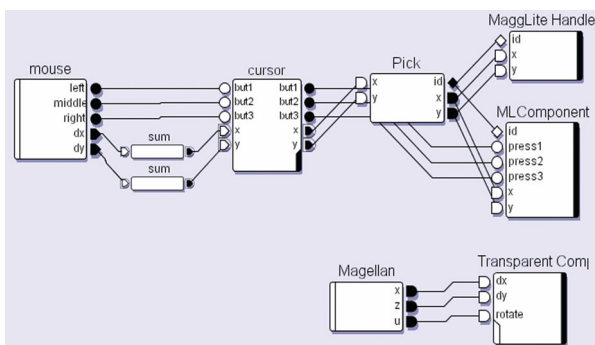 mouse
left
middle
right
dx
dy
sum
sum
cursor
but1 but1
but2 but2
but3 but3
x x
y y
Pick
x id
y x
y
MaggLite Handle
id
x
y
MLComponent
id
press1
press2
press3
x
y
Magellan
x
z
u
Transparent Comp
dx
dy
rotate